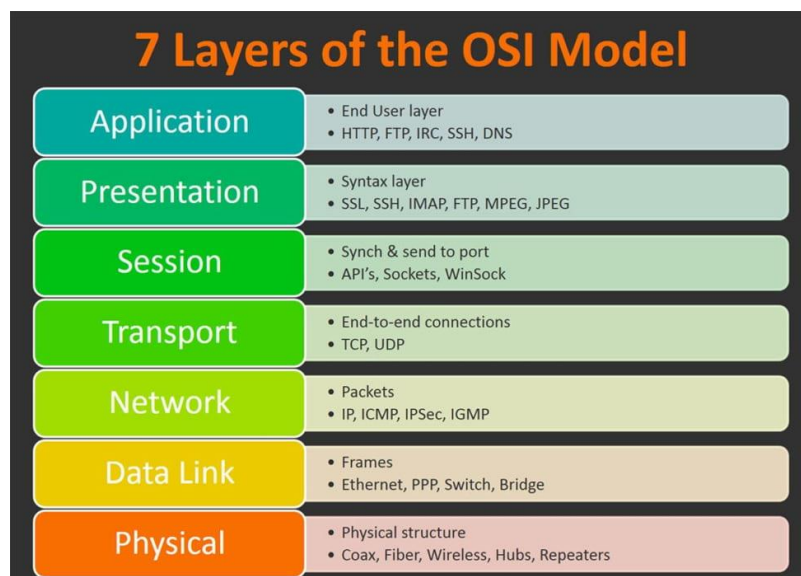 7 Layers of the OSI Model
Application
• End User layer
• HTTP, FTP, IRC, SSH, DNS
Presentation
• Syntax layer
• SSL, SSH, IMAP, FTP, MPEG, JPEG
Session
• Synch & send to port
• API's, Sockets, WinSock
Transport
• End-to-end connections
• TCP, UDP
Network
• Packets
• IP, ICMP, IPSec, IGMP
Data Link
• Frames
• Ethernet, PPP, Switch, Bridge
Physical
• Physical structure
• Coax, Fiber, Wireless, Hubs, Repeaters